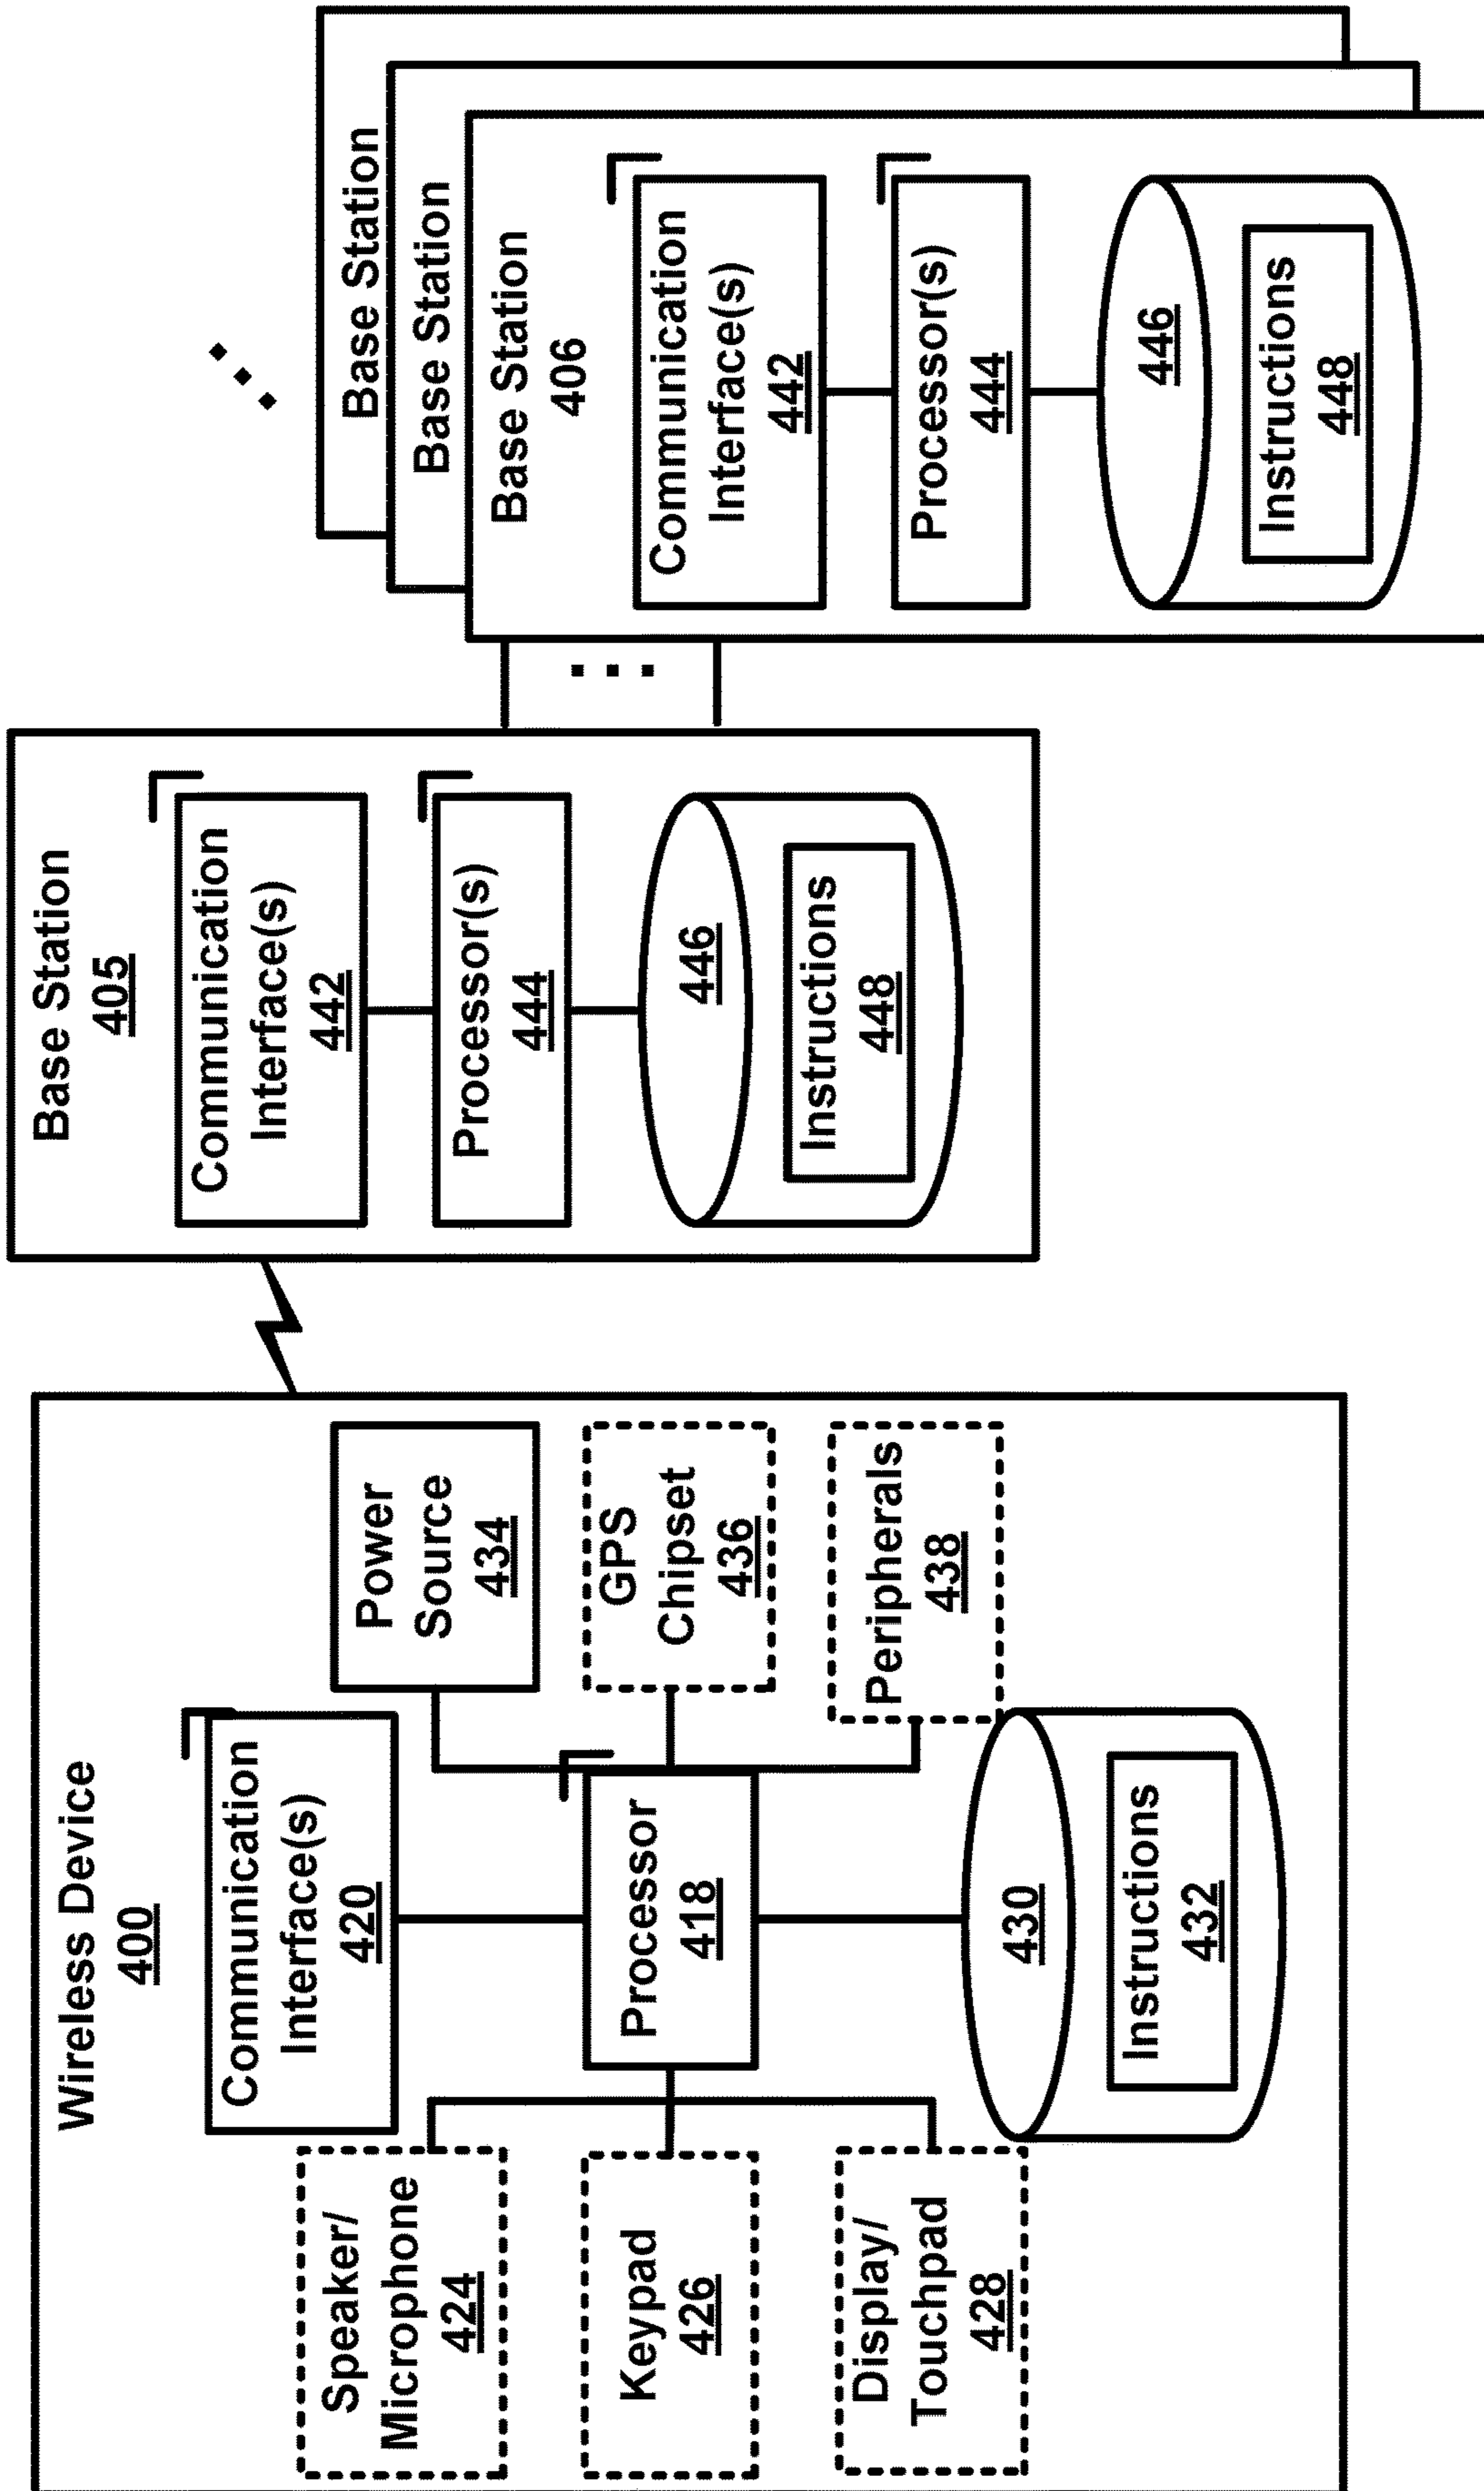 Wireless Device
400
Communication
Interface(s)
420
Speaker/
Microphone
424
Power
Source
434
Keypad
426
Processor
418
GPS
Chipset
436
Display/
Touchpad
428
Peripherals
438
430
Instructions
432
Base Station
405
Communication
Interface(s)
442
Processor(s)
444
446
Instructions
448
Base Station
Base Station
Base Station
406
Communication
Interface(s)
442
Processor(s)
444
446
Instructions
448